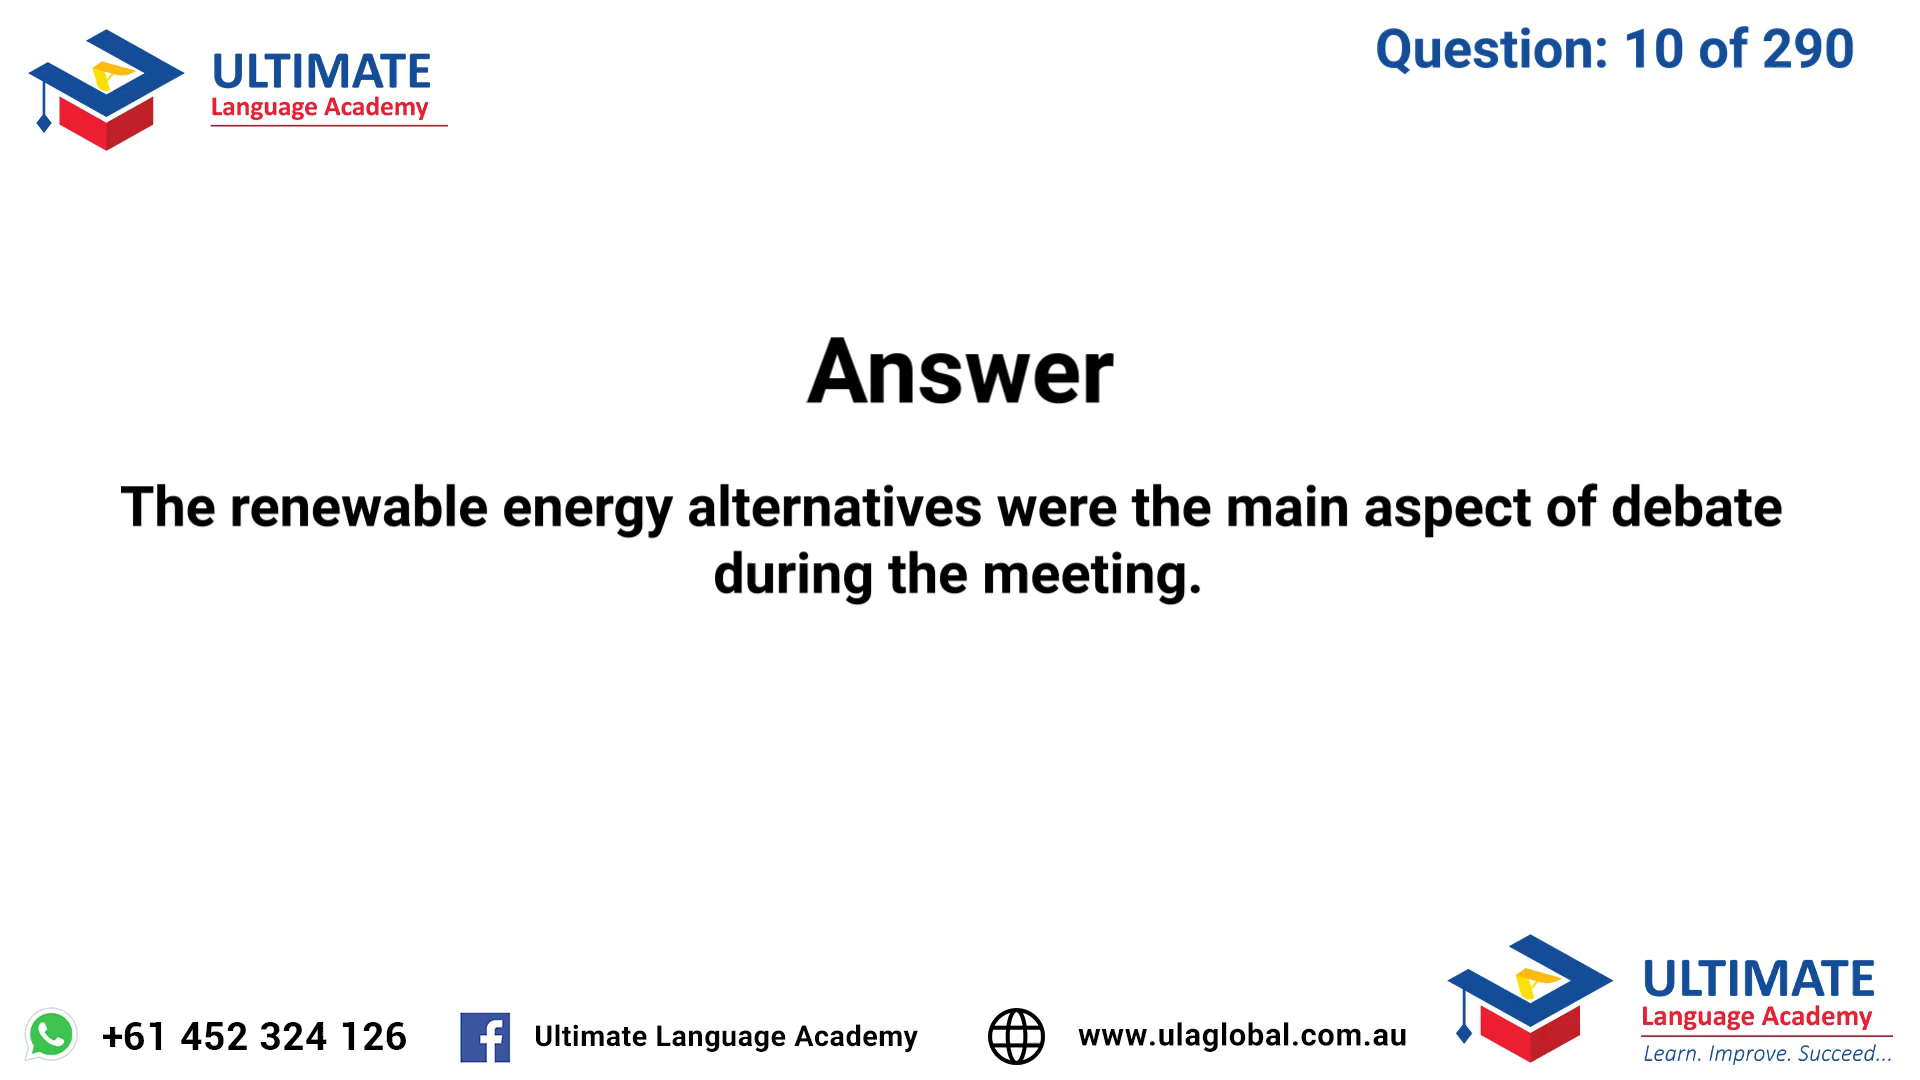 ULTIMATE
Language Academy
Question: 10 of 290
Answer
The renewable energy alternatives were the main aspect of debate
during the meeting.
+61 452 324 126
Ultimate Language Academy
www.ulaglobal.com.au
ULTIMATE
Language Academy
Learn. Improve. Succeed...